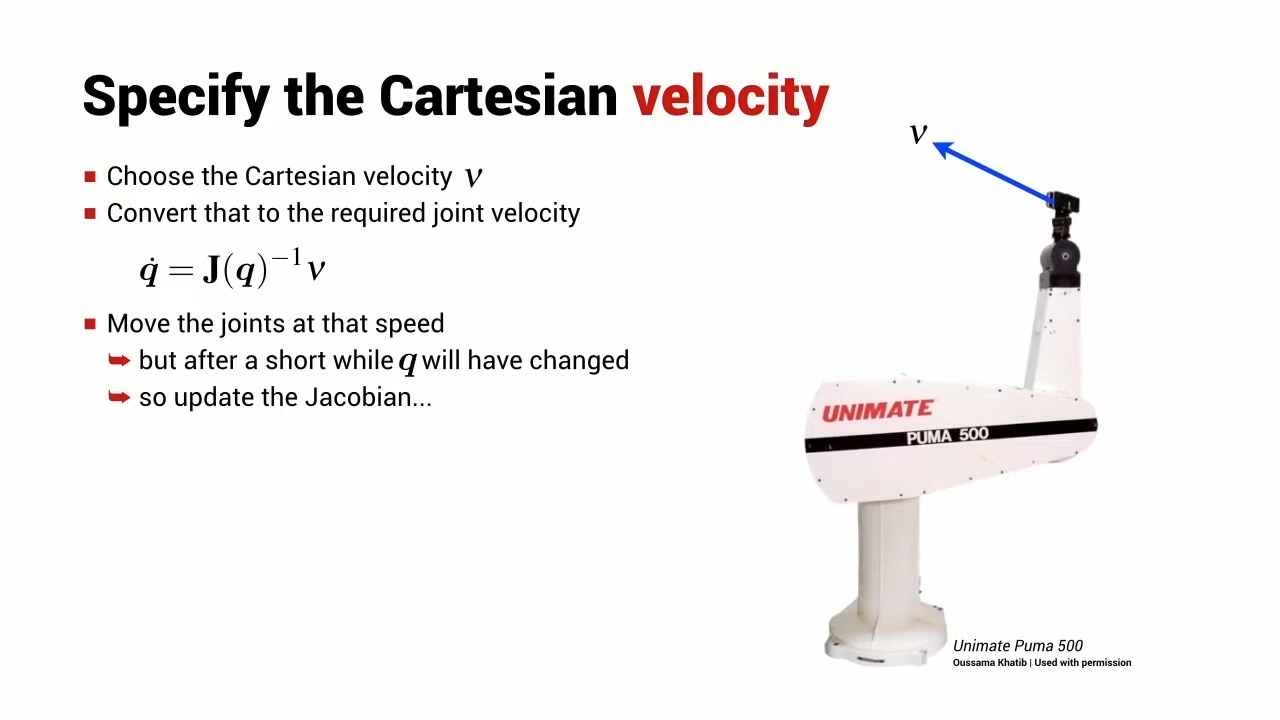 Specify the Cartesian velocity
ν
Choose the Cartesian velocity ν
Convert that to the required joint velocity
q̇ = J(q)⁻¹ν
Move the joints at that speed
➥ but after a short while q will have changed
➥ so update the Jacobian...
UNIMATE
PUMA 500
Unimate Puma 500
Oussama Khatib | Used with permission